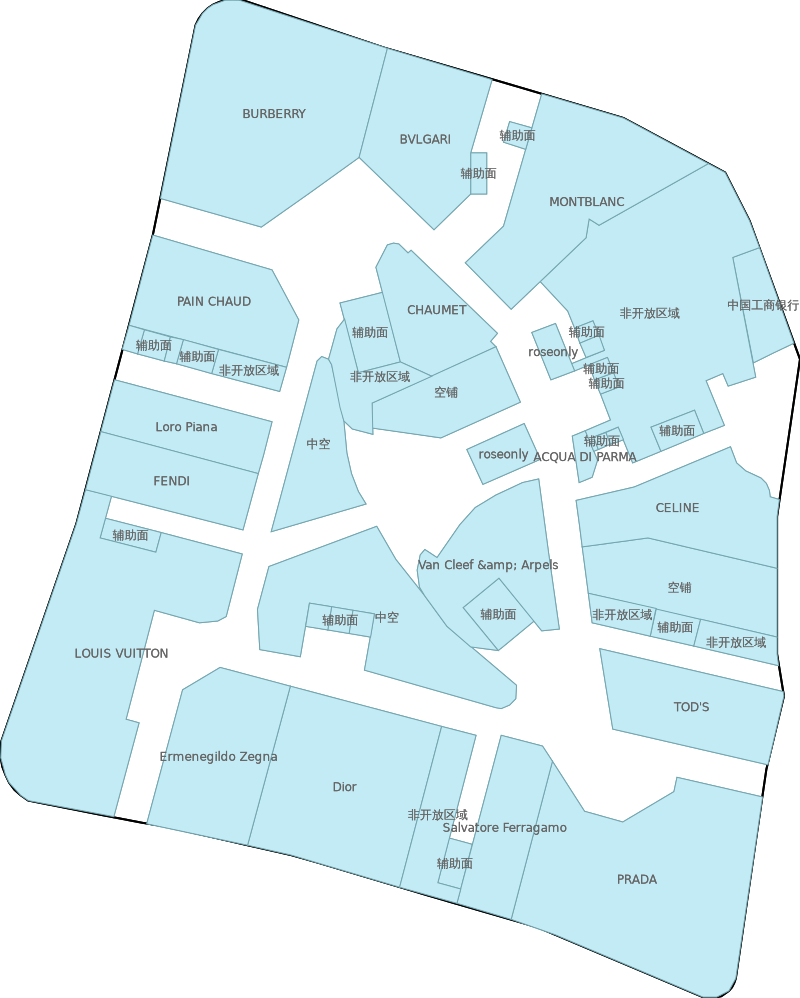 BURBERRY
BVLGARI
辅助面
辅助面
MONTBLANC
PAIN CHAUD
CHAUMET
中国工商银行
非开放区域
辅助面
辅助面
roseonly
辅助面
辅助面
非开放区域
辅助面
辅助面
非开放区域
空铺
Loro Piana
辅助面
中空
辅助面
roseonly
ACQUA DI PARMA
FENDI
CELINE
辅助面
Van Cleef &amp; Arpels
空铺
辅助面
中空
辅助面
非开放区域
辅助面
非开放区域
LOUIS VUITTON
TOD'S
Ermenegildo Zegna
Dior
非开放区域
Salvatore Ferragamo
辅助面
PRADA